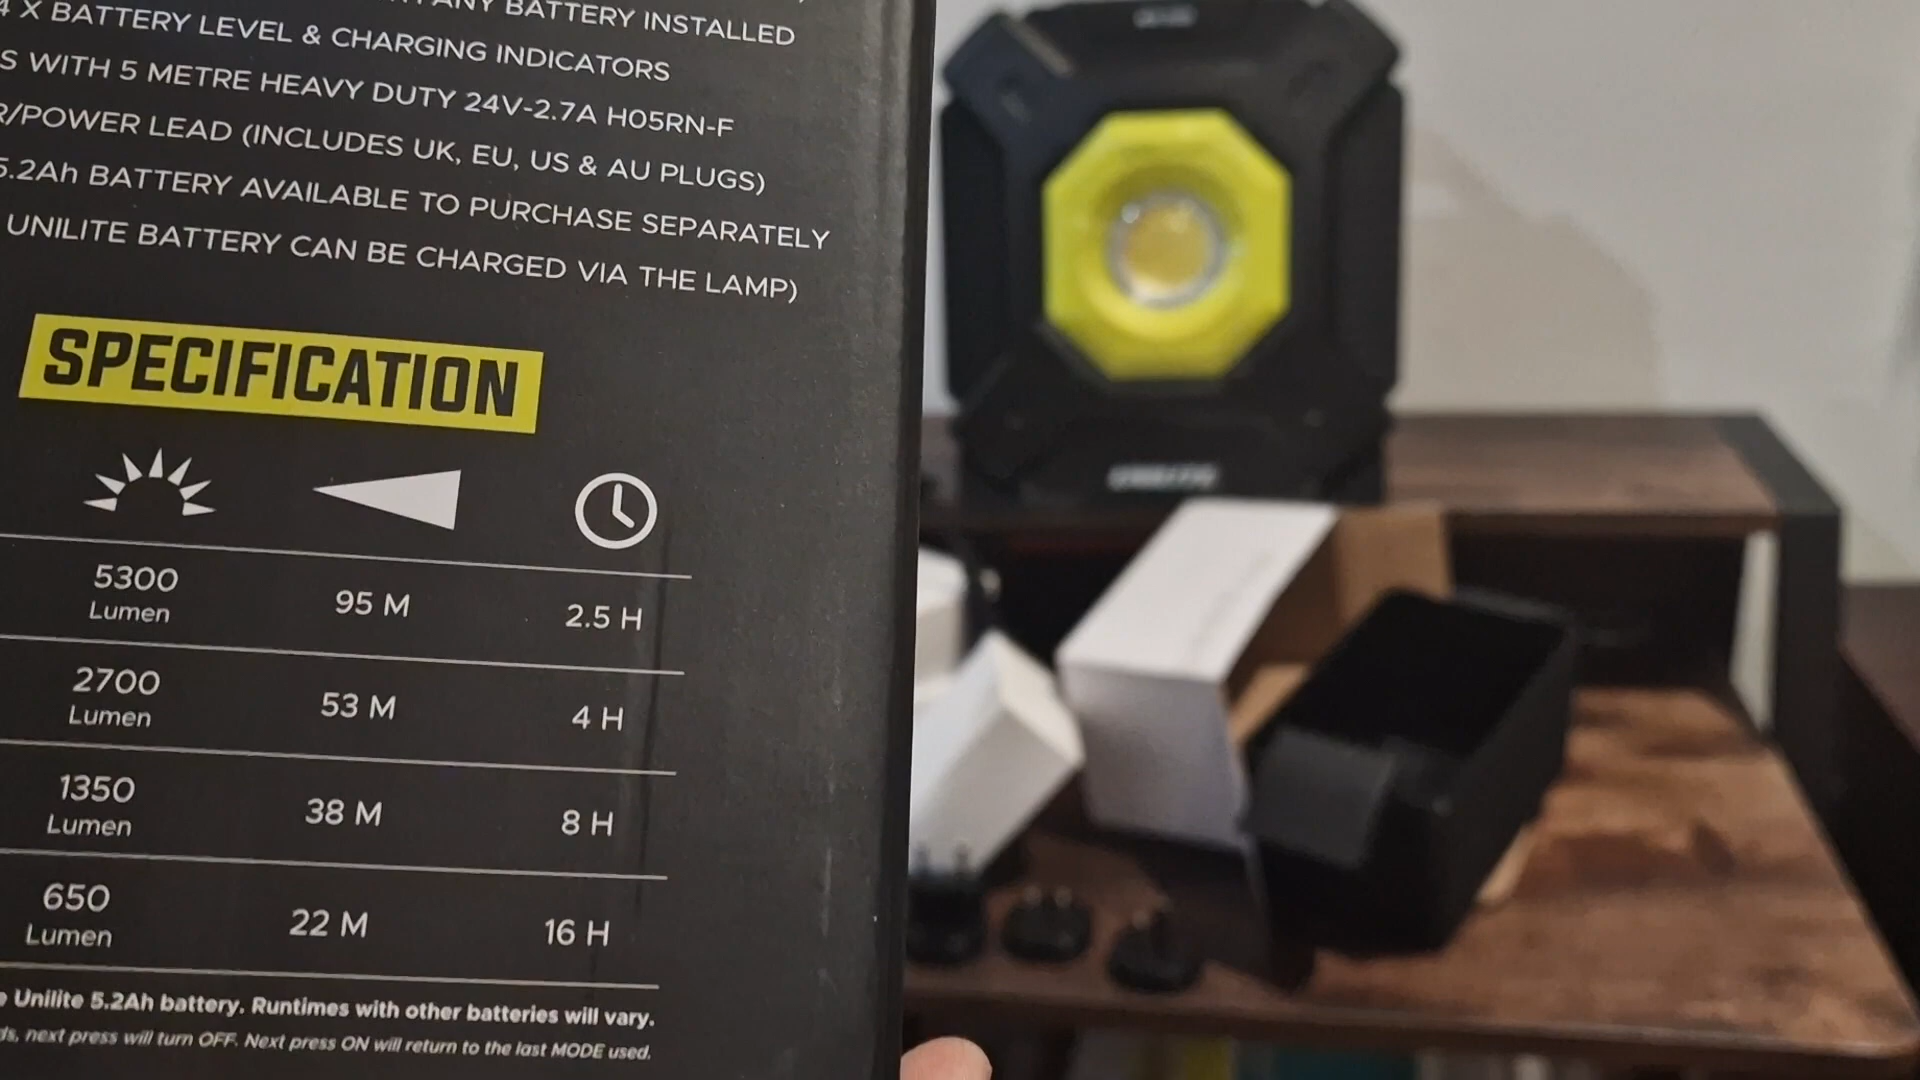 ANY BATTERY INSTALLED
4 X BATTERY LEVEL & CHARGING INDICATORS
S WITH 5 METRE HEAVY DUTY 24V-2.7A H05RN-F
R/POWER LEAD (INCLUDES UK, EU, US & AU PLUGS)
5.2Ah BATTERY AVAILABLE TO PURCHASE SEPARATELY
UNILITE BATTERY CAN BE CHARGED VIA THE LAMP)
SPECIFICATION
5300 95 M 2.5 H
Lumen
2700 53 M 4 H
Lumen
1350 38 M 8 H
Lumen
650 22 M 16 H
Lumen
Unilite 5.2Ah battery. Runtimes with other batteries will vary.
ds, next press will turn OFF. Next press ON will return to the last MODE used.
UNILITE